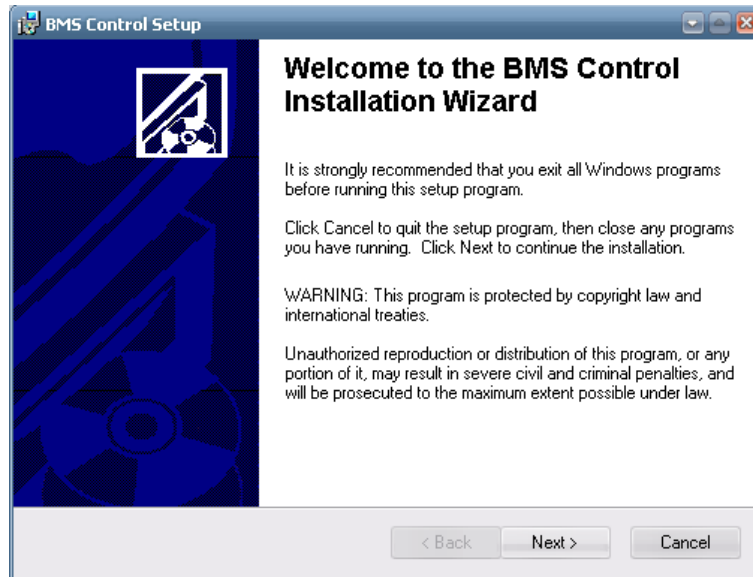 BMS Control Setup
Welcome to the BMS Control
Installation Wizard
It is strongly recommended that you exit all Windows programs
before running this setup program.
Click Cancel to quit the setup program, then close any programs
you have running.  Click Next to continue the installation.
WARNING: This program is protected by copyright law and
international treaties.
Unauthorized reproduction or distribution of this program, or any
portion of it, may result in severe civil and criminal penalties, and
will be prosecuted to the maximum extent possible under law.
< Back
Next >
Cancel